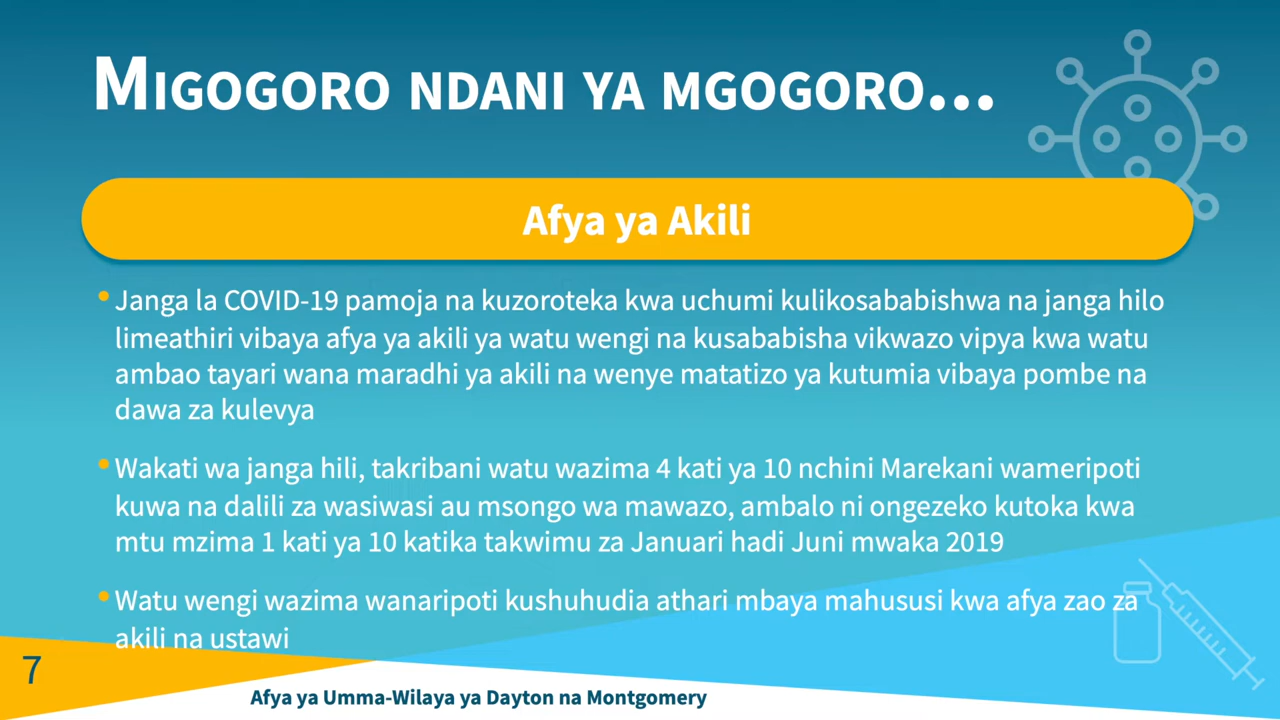 Migogoro ndani ya mgogoro...
Afya ya Akili
• Janga la COVID-19 pamoja na kuzoroteka kwa uchumi kulikosababishwa na janga hilo
limeathiri vibaya afya ya akili ya watu wengi na kusababisha vikwazo vipya kwa watu
ambao tayari wana maradhi ya akili na wenye matatizo ya kutumia vibaya pombe na
dawa za kulevya
• Wakati wa janga hili, takribani watu wazima 4 kati ya 10 nchini Marekani wameripoti
kuwa na dalili za wasiwasi au msongo wa mawazo, ambalo ni ongezeko kutoka kwa
mtu mzima 1 kati ya 10 katika takwimu za Januari hadi Juni mwaka 2019
• Watu wengi wazima wanaripoti kushuhudia athari mbaya mahususi kwa afya zao za
akili na ustawi
7
Afya ya Umma-Wilaya ya Dayton na Montgomery